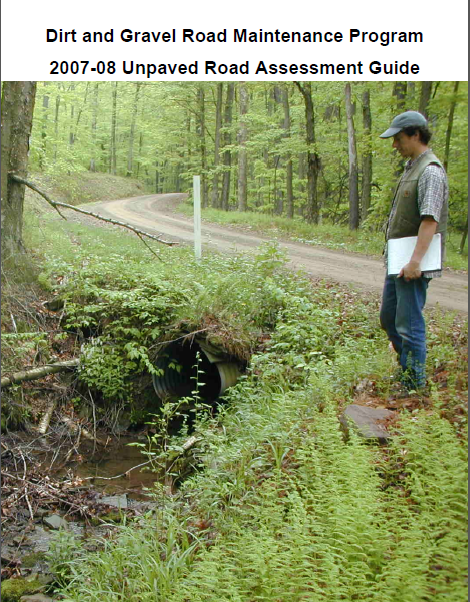 Dirt and Gravel Road Maintenance Program
2007-08 Unpaved Road Assessment Guide